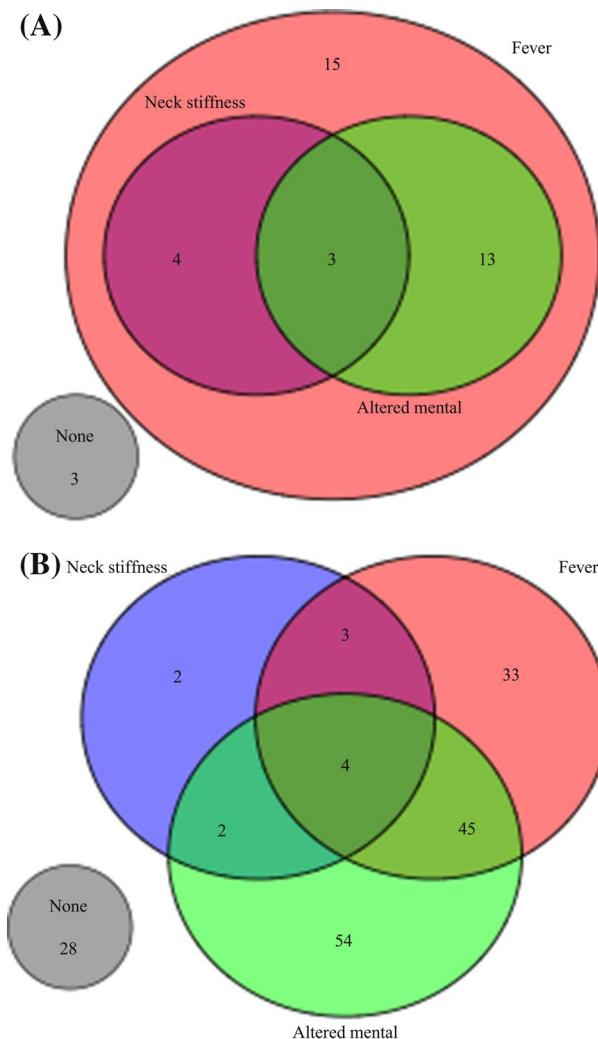 (A)
Fever
15
Neck stiffness
4 3 13
Altered mental
None
3
(B) Neck stiffness Fever
3
2 33
4
2 45
None
54
28
Altered mental